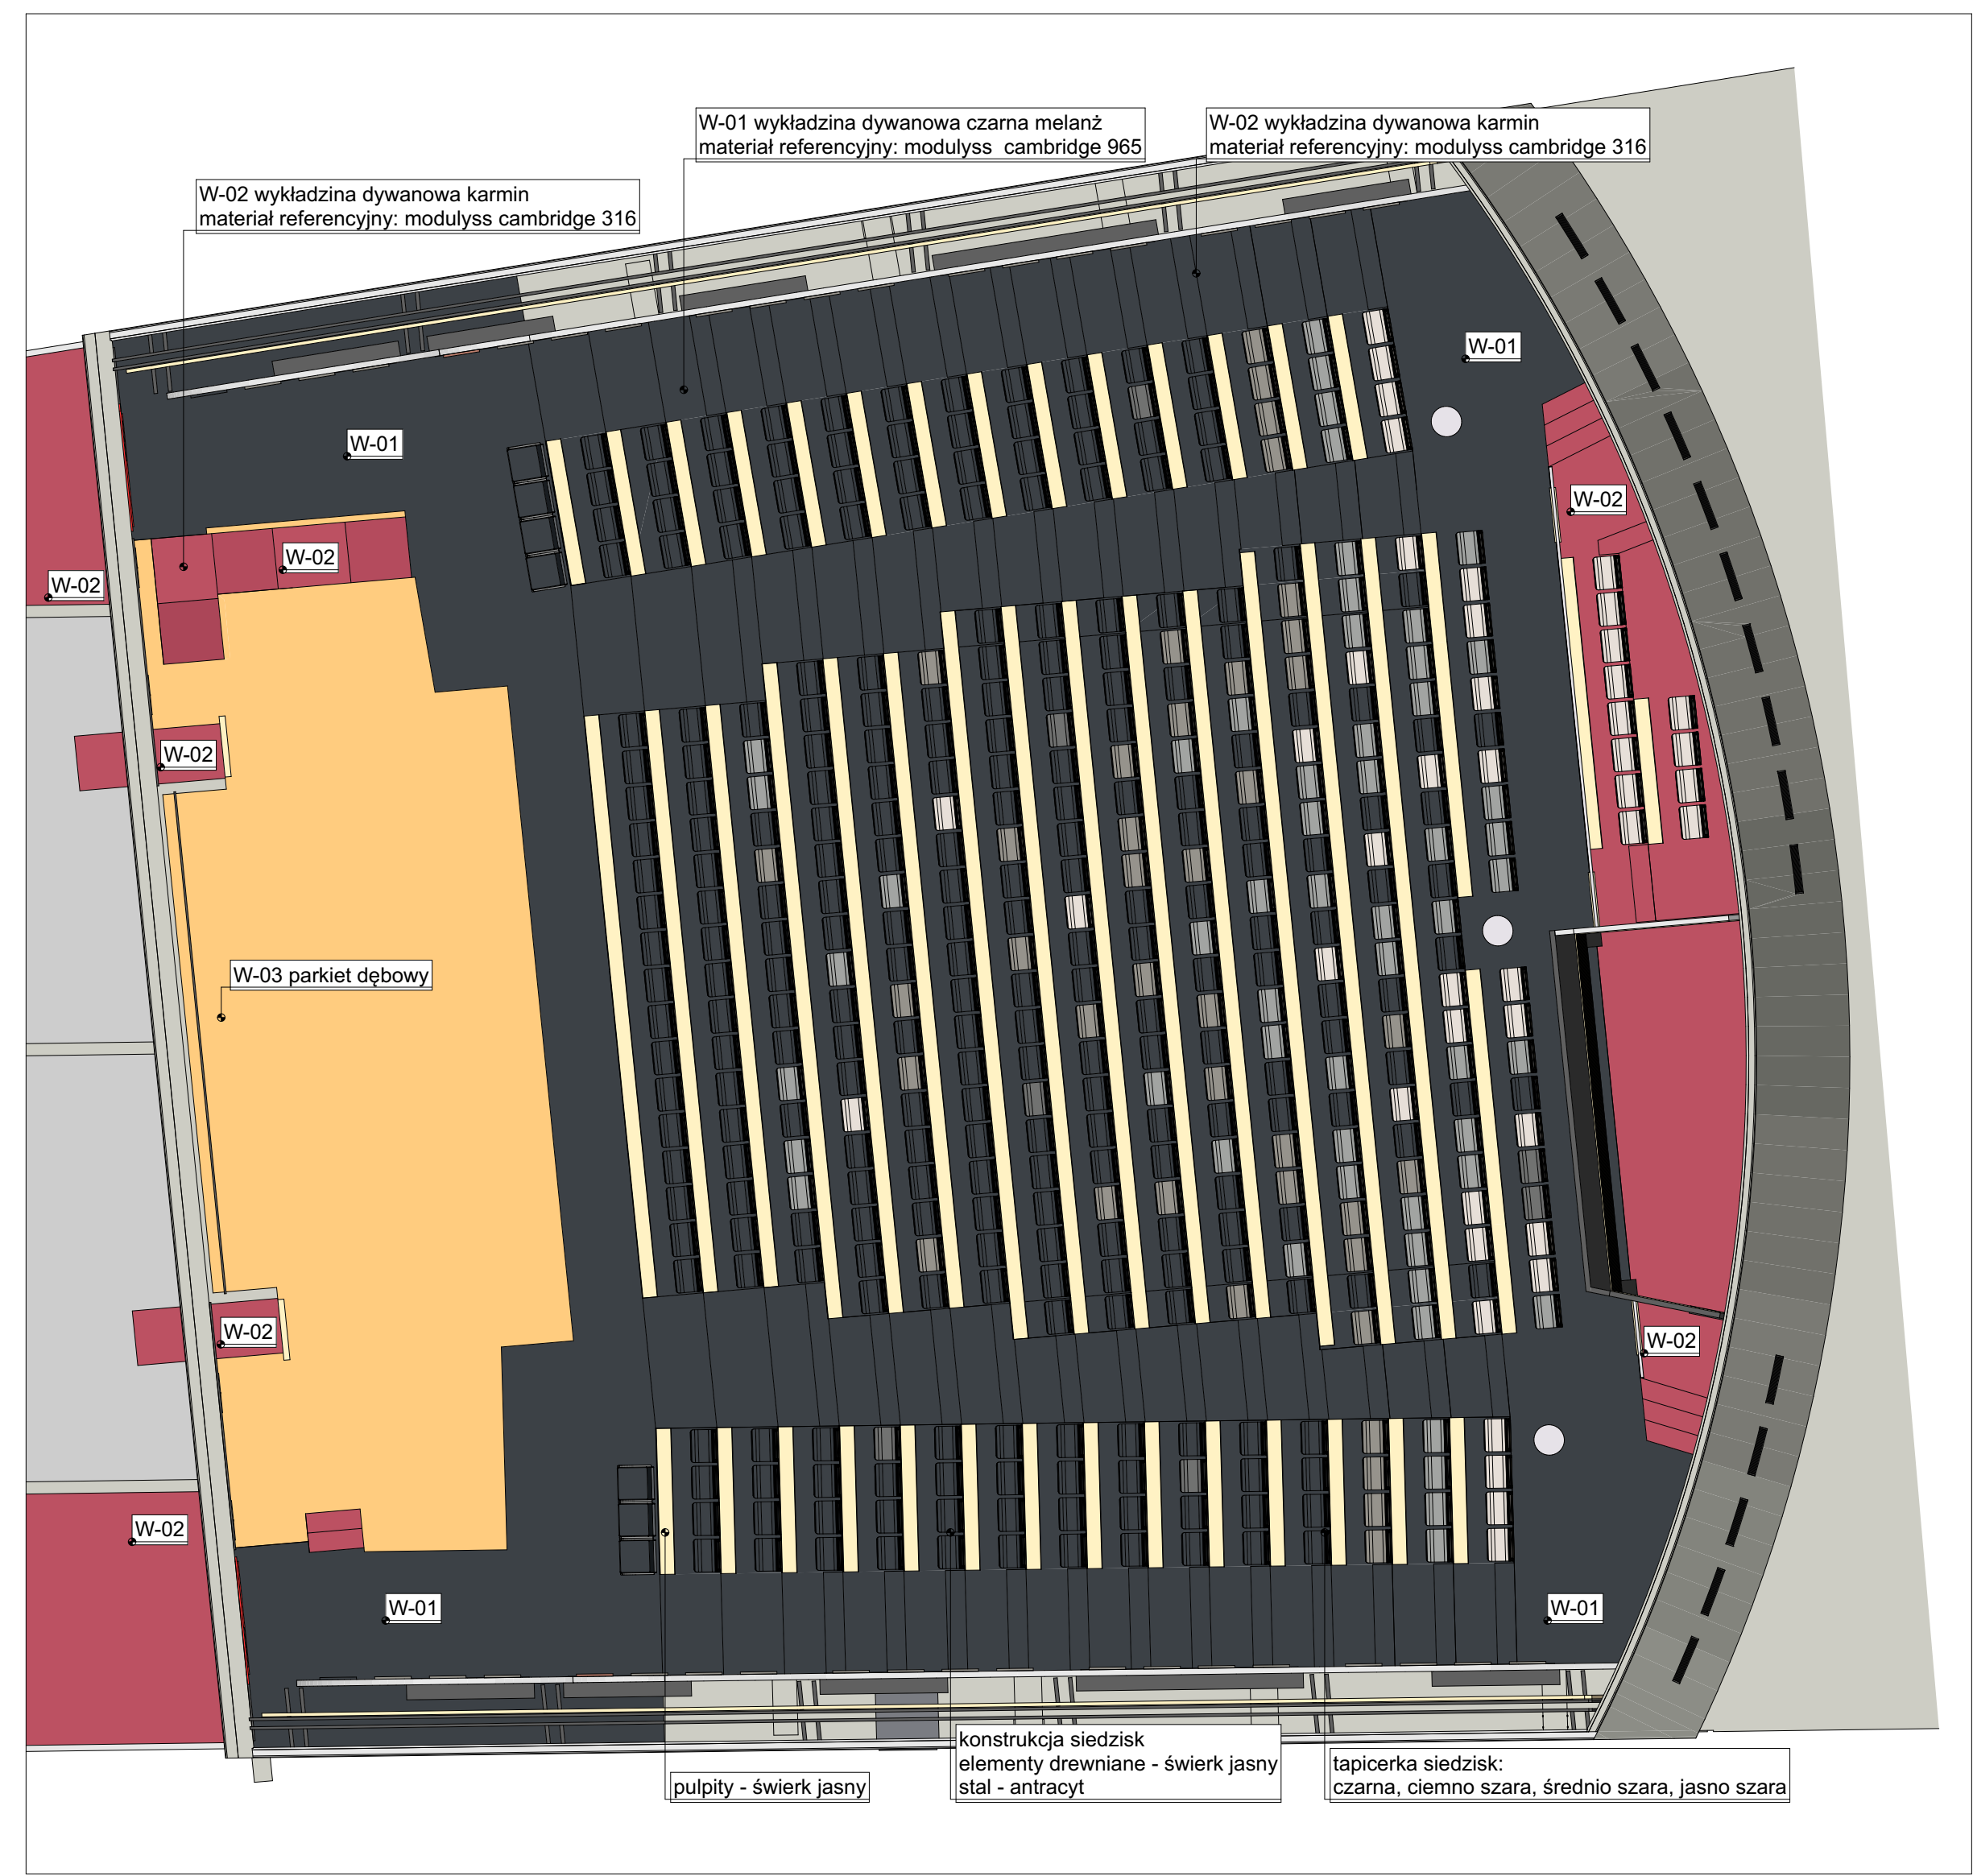 W-01 wykładzina dywanowa czarna melanż
materiał referencyjny: modulyss cambridge 965
W-02 wykładzina dywanowa karmin
materiał referencyjny: modulyss cambridge 316
W-02 wykładzina dywanowa karmin
materiał referencyjny: modulyss cambridge 316
W-01
W-01
W-02
W-02
W-02
W-02
W-03 parkiet dębowy
W-02
W-02
W-02
W-01
W-01
konstrukcja siedzisk
elementy drewniane - świerk jasny
stal - antracyt
pulpity - świerk jasny
tapicerka siedzisk:
czarna, ciemno szara, średnio szara, jasno szara